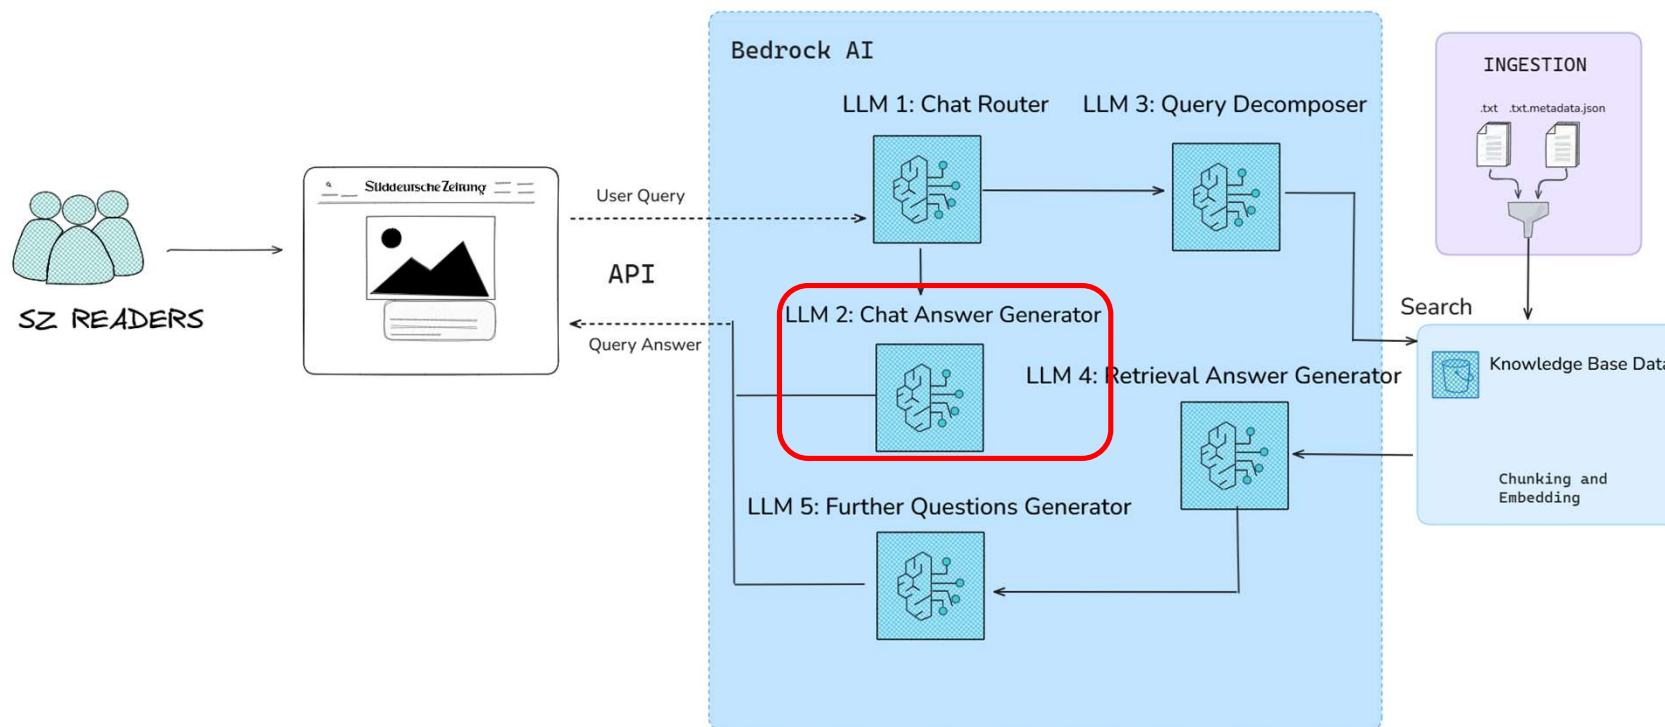 Bedrock AI
INGESTION
.txt .txt.metadata.json
LLM 1: Chat Router
LLM 3: Query Decomposer
Süddeutsche Zeitung
User Query
API
SZ READERS
Query Answer
LLM 2: Chat Answer Generator
Search
Knowledge Base Data
LLM 4: Retrieval Answer Generator
Chunking and
Embedding
LLM 5: Further Questions Generator